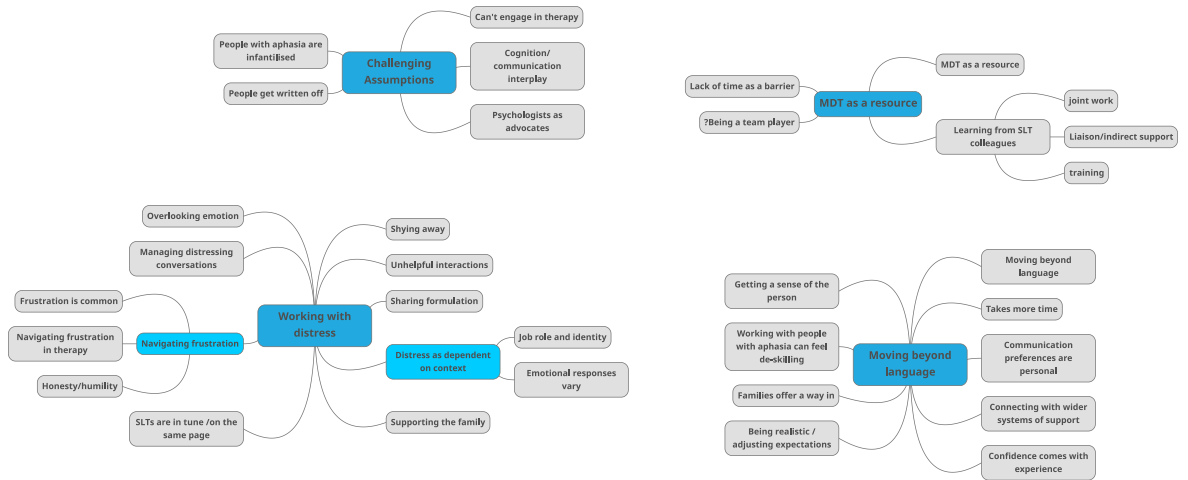 Can't engage in therapy
People with aphasia are
infantilised
Challenging
Assumptions
Cognition/
communication
interplay
People get written off
Psychologists as
advocates
MDT as a resource
Lack of time as a barrier
MDT as a resource
?Being a team player
joint work
Learning from SLT
colleagues
Liaison/indirect support
training
Overlooking emotion
Shying away
Managing distressing
conversations
Unhelpful interactions
Frustration is common
Sharing formulation
Working with
distress
Navigating frustration
in therapy
Navigating frustration
Job role and identity
Distress as dependent
on context
Honesty/humility
Emotional responses
vary
SLTs are in tune /on the
same page
Supporting the family
Moving beyond
language
Getting a sense of the
person
Takes more time
Working with people
with aphasia can feel
de-skilling
Moving beyond
language
Communication
preferences are
personal
Families offer a way in
Connecting with wider
systems of support
Being realistic /
adjusting expectations
Confidence comes with
experience